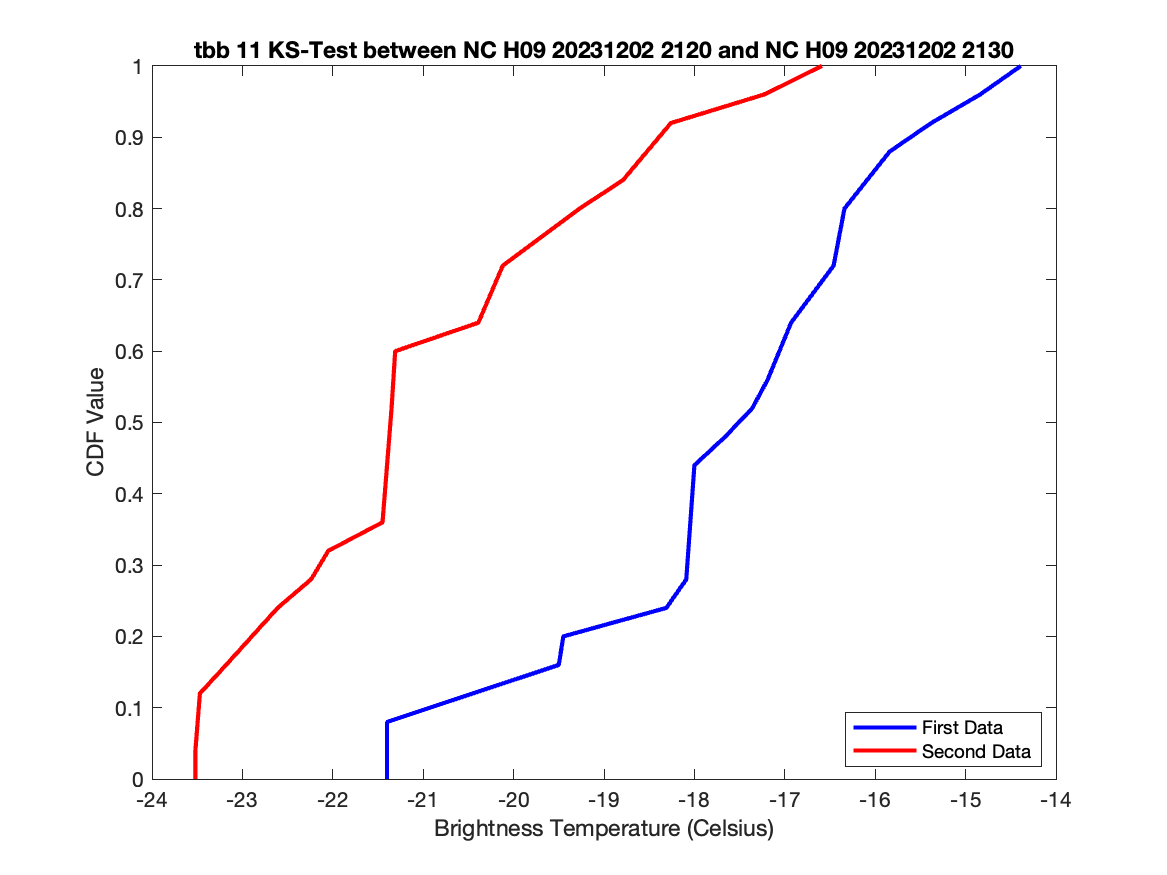 tbb 11 KS-Test between NC H09 20231202 2120 and NC H09 20231202 2130
1
0.9
0.8
0.7
0.6
0.5
0.4
0.3
0.2
0.1
0
CDF Value
First Data
Second Data
-24 -23 -22 -21 -20 -19 -18 -17 -16 -15 -14
Brightness Temperature (Celsius)